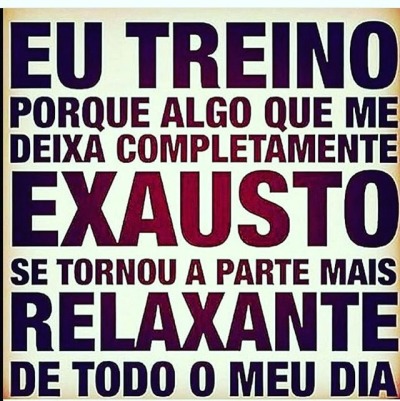 EU TREINO
PORQUE ALGO QUE ME
DEIXA COMPLETAMENTE
EXAUSTO
SE TORNOU A PARTE MAIS
RELAXANTE
DE TODO O MEU DIA